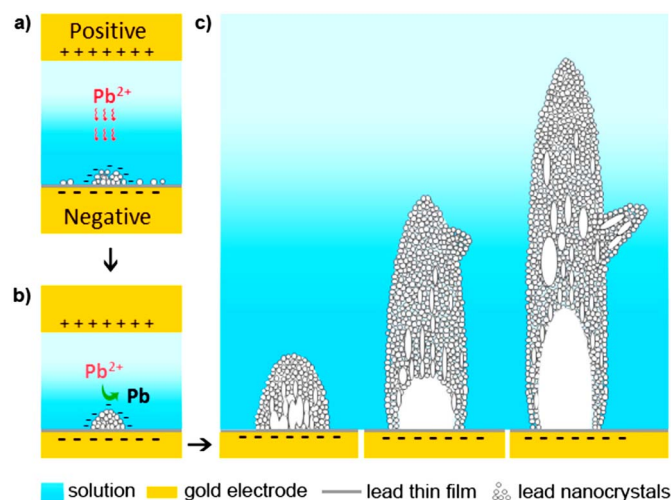 a)
Positive
+ + + + + + +
Pb2+
Negative
b)
+ + + + + + +
Pb2+
Pb
c)
solution gold electrode lead thin film lead nanocrystals